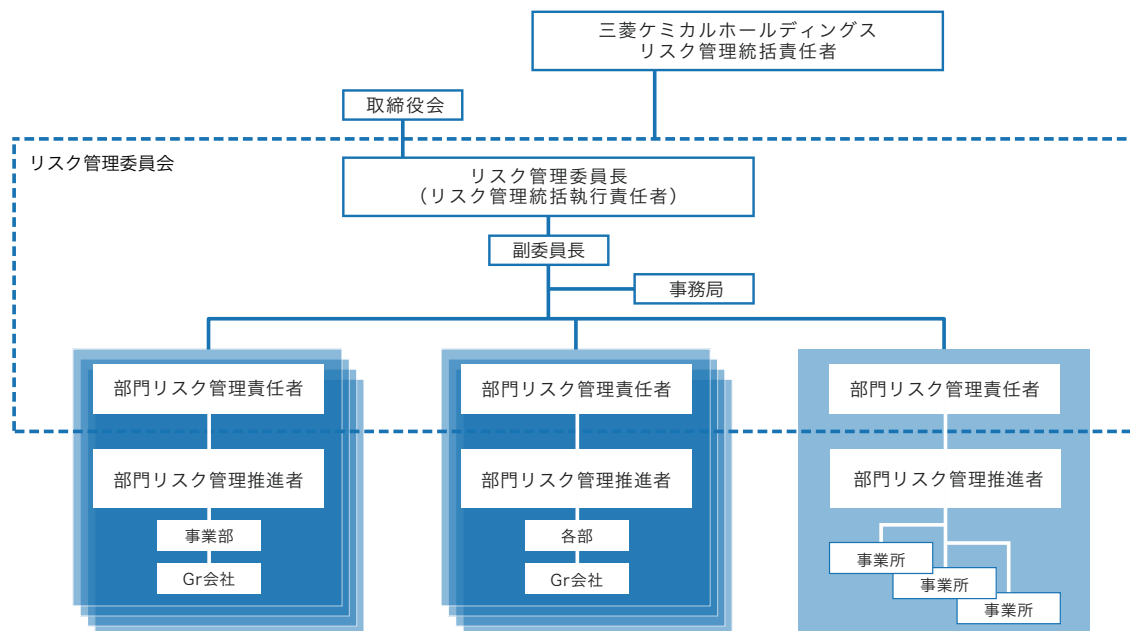 三菱ケミカルホールディングス
リスク管理統括責任者
取締役会
リスク管理委員会
リスク管理委員長
（リスク管理統括執行責任者）
副委員長
事務局
部門リスク管理責任者
部門リスク管理責任者
部門リスク管理責任者
部門リスク管理推進者
部門リスク管理推進者
部門リスク管理推進者
事業部
各部
事業所
Gr会社
Gr会社
事業所
事業所